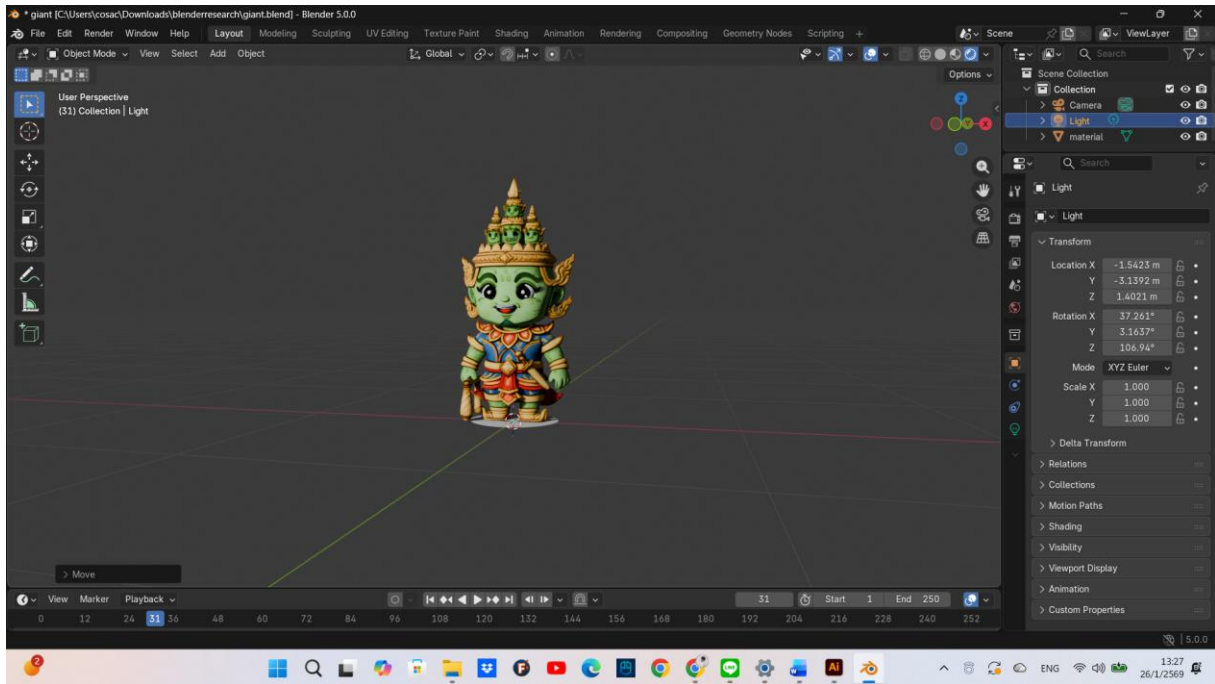 * giant [C:\Users\cosac\Downloads\blenderresearch\giant.blend] - Blender 5.0.0
File Edit Render Window Help Layout Modeling Sculpting UV Editing Texture Paint Shading Animation Rendering Compositing Geometry Nodes Scripting + Scene ViewLayer
Object Mode View Select Add Object Global Search
Options
User Perspective
(31) Collection | Light
Z
Y
X
Scene Collection
Collection
Camera
Light
material
Search
Light
Light
Transform
Location X -1.5423 m
Y -3.1392 m
Z 1.4021 m
Rotation X 37.261°
Y 3.1637°
Z 106.94°
Mode XYZ Euler
Scale X 1.000
Y 1.000
Z 1.000
Delta Transform
Relations
Collections
Motion Paths
Shading
Visibility
Viewport Display
Animation
Custom Properties
Move
View Marker Playback 31 Start 1 End 250
0 12 24 31 36 48 60 72 84 96 108 120 132 144 156 168 180 192 204 216 228 240 252
5.0.0
2
Ai
ENG 13:27
26/1/2569